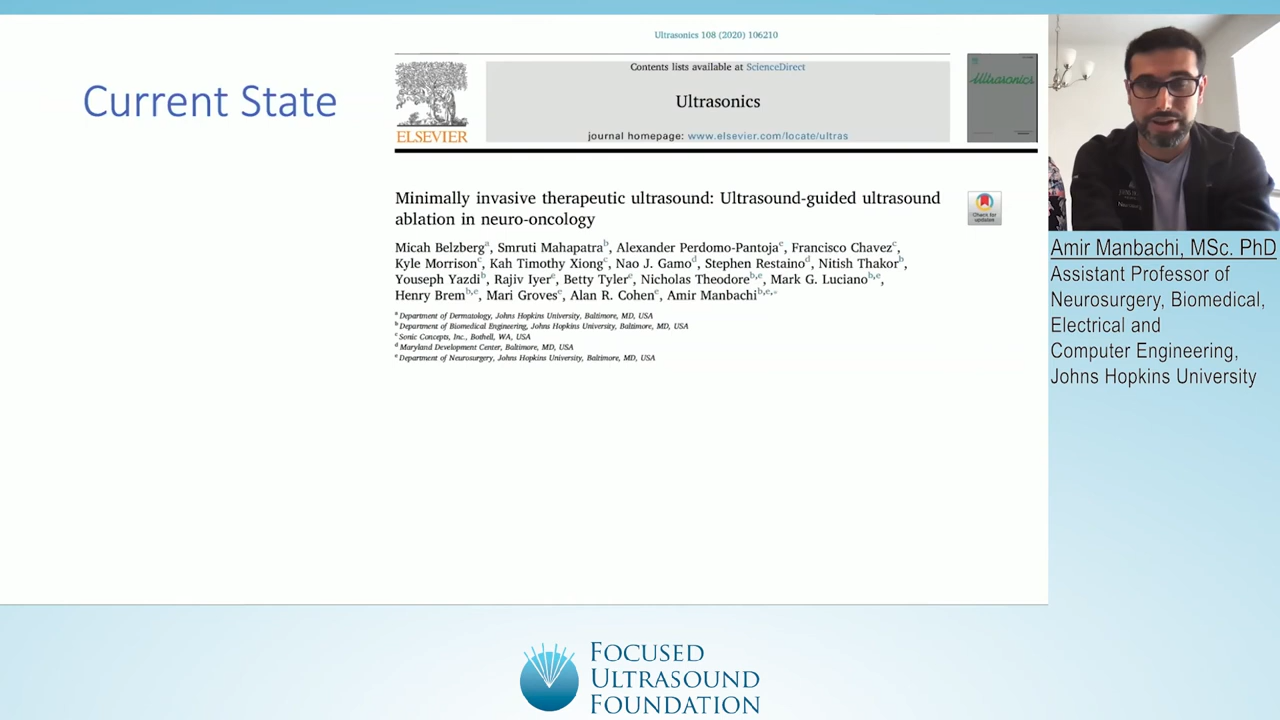 Current State
Ultrasonics 108 (2020) 106210
Contents lists available at ScienceDirect
Ultrasonics
journal homepage: www.elsevier.com/locate/ultras
ELSEVIER
Ultrasonics
Minimally invasive therapeutic ultrasound: Ultrasound-guided ultrasound
ablation in neuro-oncology
Check for
updates
Micah Belzberg^a, Smruti Mahapatra^b, Alexander Perdomo-Pantoja^e, Francisco Chavez^c,
Kyle Morrison^c, Kah Timothy Xiong^c, Nao J. Gamo^d, Stephen Restaino^d, Nitish Thakor^b,
Youseph Yazdi^b, Rajiv Iyer^e, Betty Tyler^e, Nicholas Theodore^b,e, Mark G. Luciano^b,e,
Henry Brem^b,e, Mari Groves^e, Alan R. Cohen^e, Amir Manbachi^b,e,*
^a Department of Dermatology, Johns Hopkins University, Baltimore, MD, USA
^b Department of Biomedical Engineering, Johns Hopkins University, Baltimore, MD, USA
^c Sonic Concepts, Inc., Bothell, WA, USA
^d Maryland Development Center, Baltimore, MD, USA
^e Department of Neurosurgery, Johns Hopkins University, Baltimore, MD, USA
Amir Manbachi, MSc. PhD
Assistant Professor of
Neurosurgery, Biomedical,
Electrical and
Computer Engineering,
Johns Hopkins University
FOCUSED
ULTRASOUND
FOUNDATION